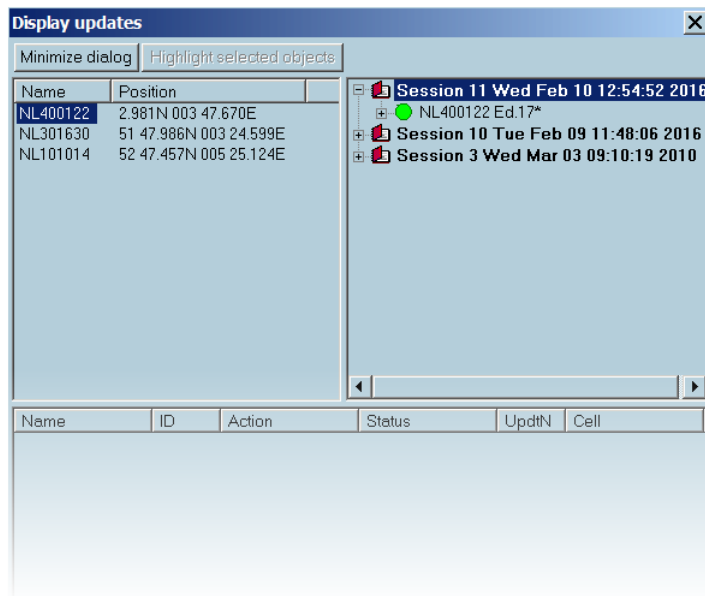 Display updates
Minimize dialog Highlight selected objects
Name Position
NL400122 2.981N 003 47.670E
NL301630 51 47.986N 003 24.599E
NL101014 52 47.457N 005 25.124E
Session 11 Wed Feb 10 12:54:52 2016
NL400122 Ed.17*
Session 10 Tue Feb 09 11:48:06 2016
Session 3 Wed Mar 03 09:10:19 2010
Name ID Action Status UpdtN Cell